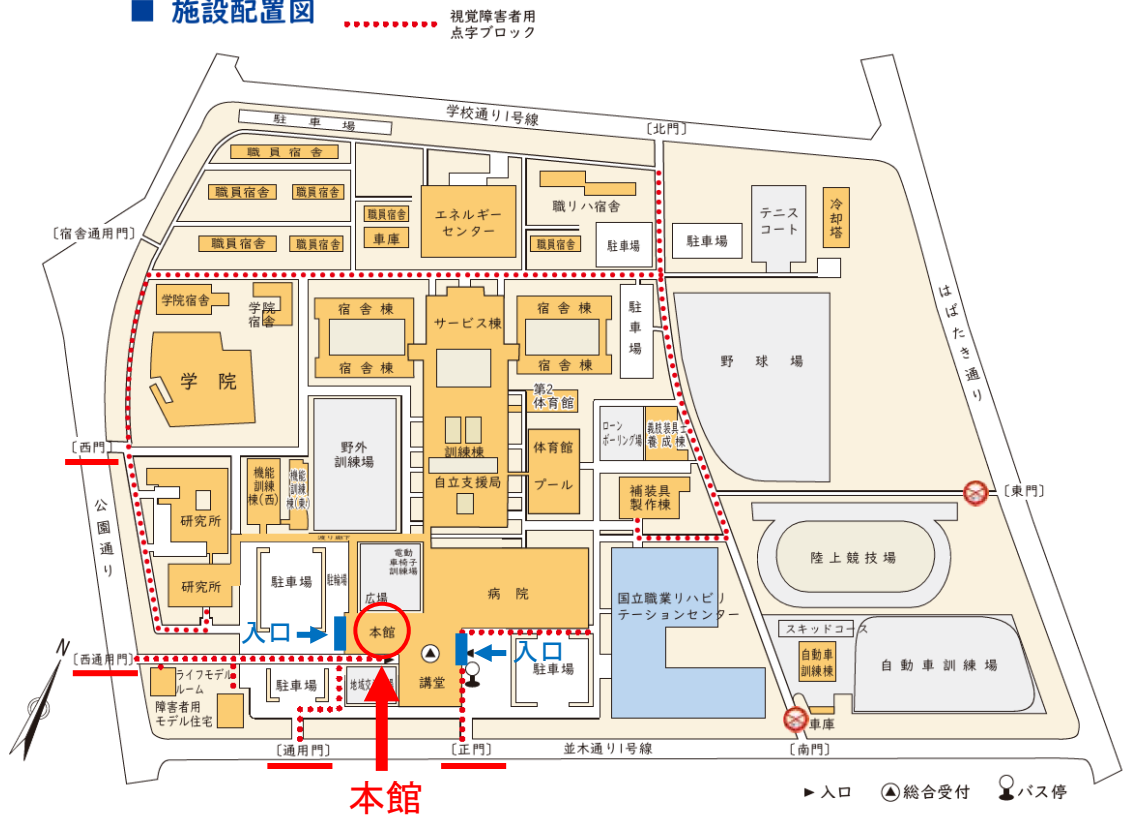 ■ 施設配置図
視覚障害者用
点字ブロック
学校通り1号線
〔北門〕
駐車場
職員宿舎
職員宿舎
職員宿舎
職員宿舎
職員宿舎
職員宿舎
車庫
エネルギー
センター
職リハ宿舎
職員宿舎
駐車場
駐車場
テニス
コート
冷却塔
〔宿舎通用門〕
はばたき通り
学院宿舎
学院
宿舎
宿舎棟
宿舎棟
サービス棟
宿舎棟
宿舎棟
駐車場
野球場
学院
第2
体育館
〔西門〕
野外
訓練場
訓練棟
自立支援局
体育館
プール
ローン
ボーリング場
義肢装具士
養成棟
機能
訓練
棟(西)
機能
訓練
棟(東)
補装具
製作棟
〔東門〕
公園通り
研究所
研究所
駐車場
駐輪場
電動
車椅子
訓練場
広場
病院
国立職業リハビリ
テーションセンター
陸上競技場
入口
本館
入口
駐車場
スキッドコース
自動車
訓練棟
自動車訓練場
N
〔西通用門〕
ライフモデル
ルーム
障害者用
モデル住宅
駐車場
講堂
車庫
〔通用門〕
〔正門〕
並木通り1号線
〔南門〕
本館
入口
総合受付
バス停